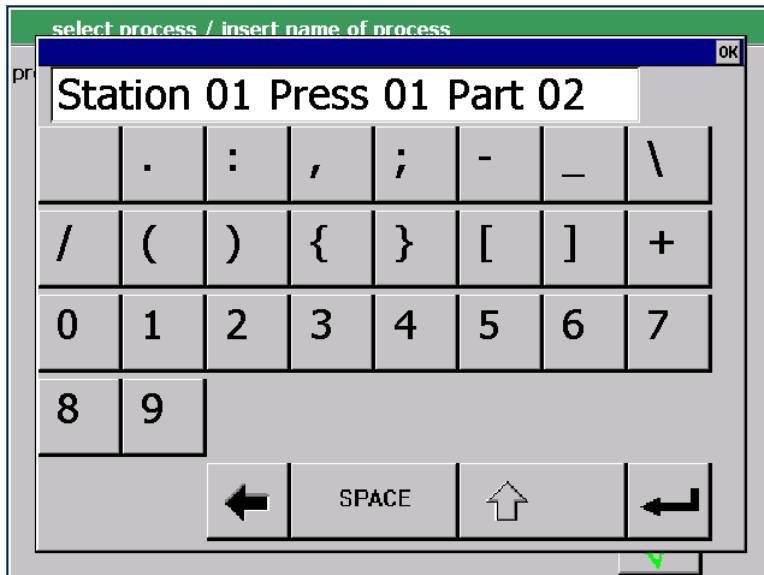 select process / insert name of process
OK
pr
Station 01 Press 01 Part 02
. : , ; - _ \
/ ( ) { } [ ] +
0 1 2 3 4 5 6 7
8 9
SPACE